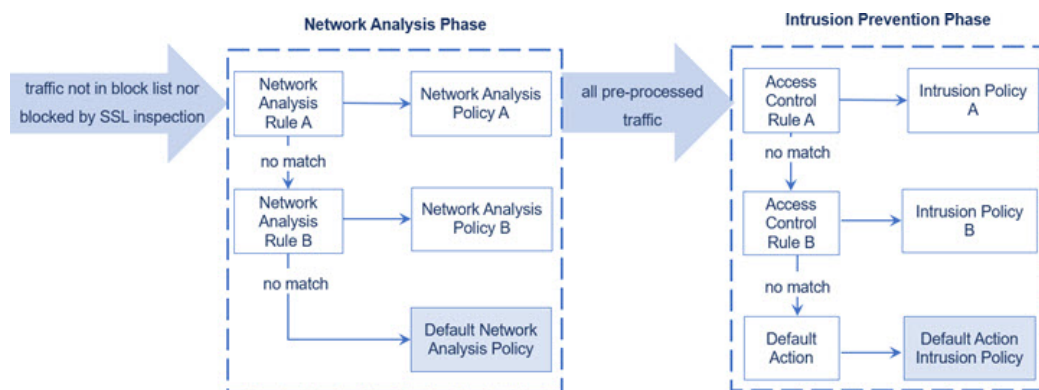 Network Analysis Phase
Intrusion Prevention Phase
traffic not in block list nor
blocked by SSL inspection
Network
Analysis
Rule A
Network Analysis
Policy A
no match
Network
Analysis
Rule B
Network Analysis
Policy B
no match
Default Network
Analysis Policy
all pre-processed
traffic
Access
Control
Rule A
Intrusion Policy
A
no match
Access
Control
Rule B
Intrusion Policy
B
no match
Default
Action
Default Action
Intrusion Policy